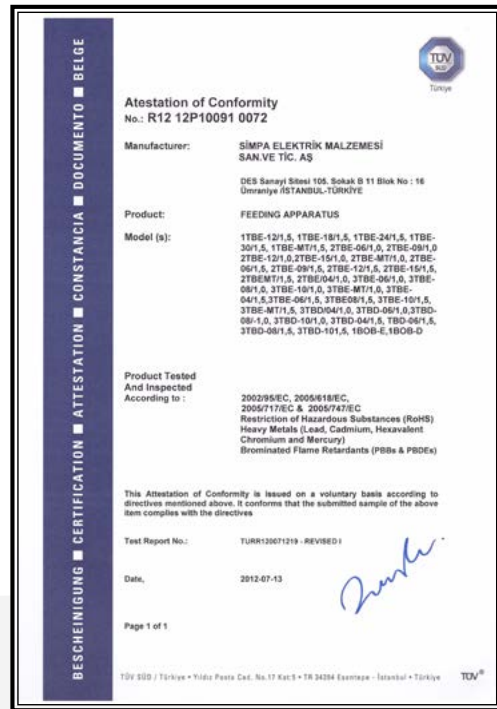 BESCHEINIGUNG ■ CERTIFICATION ■ ATTESTATION ■ CONSTANCIA ■ DOCUMENTO ■ BELGE
TÜV
SÜD
Türkiye
Atestation of Conformity
No.: R12 12P10091 0072
Manufacturer:
SİMPA ELEKTRİK MALZEMESİ
SAN.VE TİC. AŞ
DES Sanayi Sitesi 105. Sokak B 11 Blok No : 16
Ümraniye /İSTANBUL-TÜRKİYE
Product:
FEEDING APPARATUS
Model (s):
1TBE-12/1,5, 1TBE-18/1,5, 1TBE-24/1,5, 1TBE-
30/1,5, 1TBE-MT/1,5, 2TBE-06/1,0, 2TBE-09/1,0
2TBE-12/1,0,2TBE-15/1,0, 2TBE-MT/1,0, 2TBE-
06/1,5, 2TBE-09/1,5, 2TBE-12/1,5, 2TBE-15/1,5,
2TBEMT/1,5, 2TBE/04/1,0, 3TBE-06/1,0, 3TBE-
08/1,0, 3TBE-10/1,0, 3TBE-MT/1,0, 3TBE-
04/1,5,3TBE-06/1,5, 3TBE08/1,5, 3TBE-10/1,5,
3TBE-MT/1,5, 3TBD/04/1,0, 3TBD-06/1,0,3TBD-
08/-1,0, 3TBD-10/1,0, 3TBD-04/1,5, TBD-06/1,5,
3TBD-08/1,5, 3TBD-101,5, 1BOB-E,1BOB-D
Product Tested
And Inspected
According to :
2002/95/EC, 2005/618/EC,
2005/717/EC & 2005/747/EC
Restriction of Hazardous Substances (RoHS)
Heavy Metals (Lead, Cadmium, Hexavalent
Chromium and Mercury)
Brominated Flame Retardants (PBBs & PBDEs)
This Attestation of Conformity is issued on a voluntary basis according to
directives mentioned above. It conforms that the submitted sample of the above
item complies with the directives
Test Report No.:
TURR120071219 - REVISED I
Date,
2012-07-13
Page 1 of 1
TÜV SÜD / Türkiye • Yıldız Posta Cad. No.17 Kat:5 • TR 34394 Esentepe - İstanbul • Türkiye
TÜV®